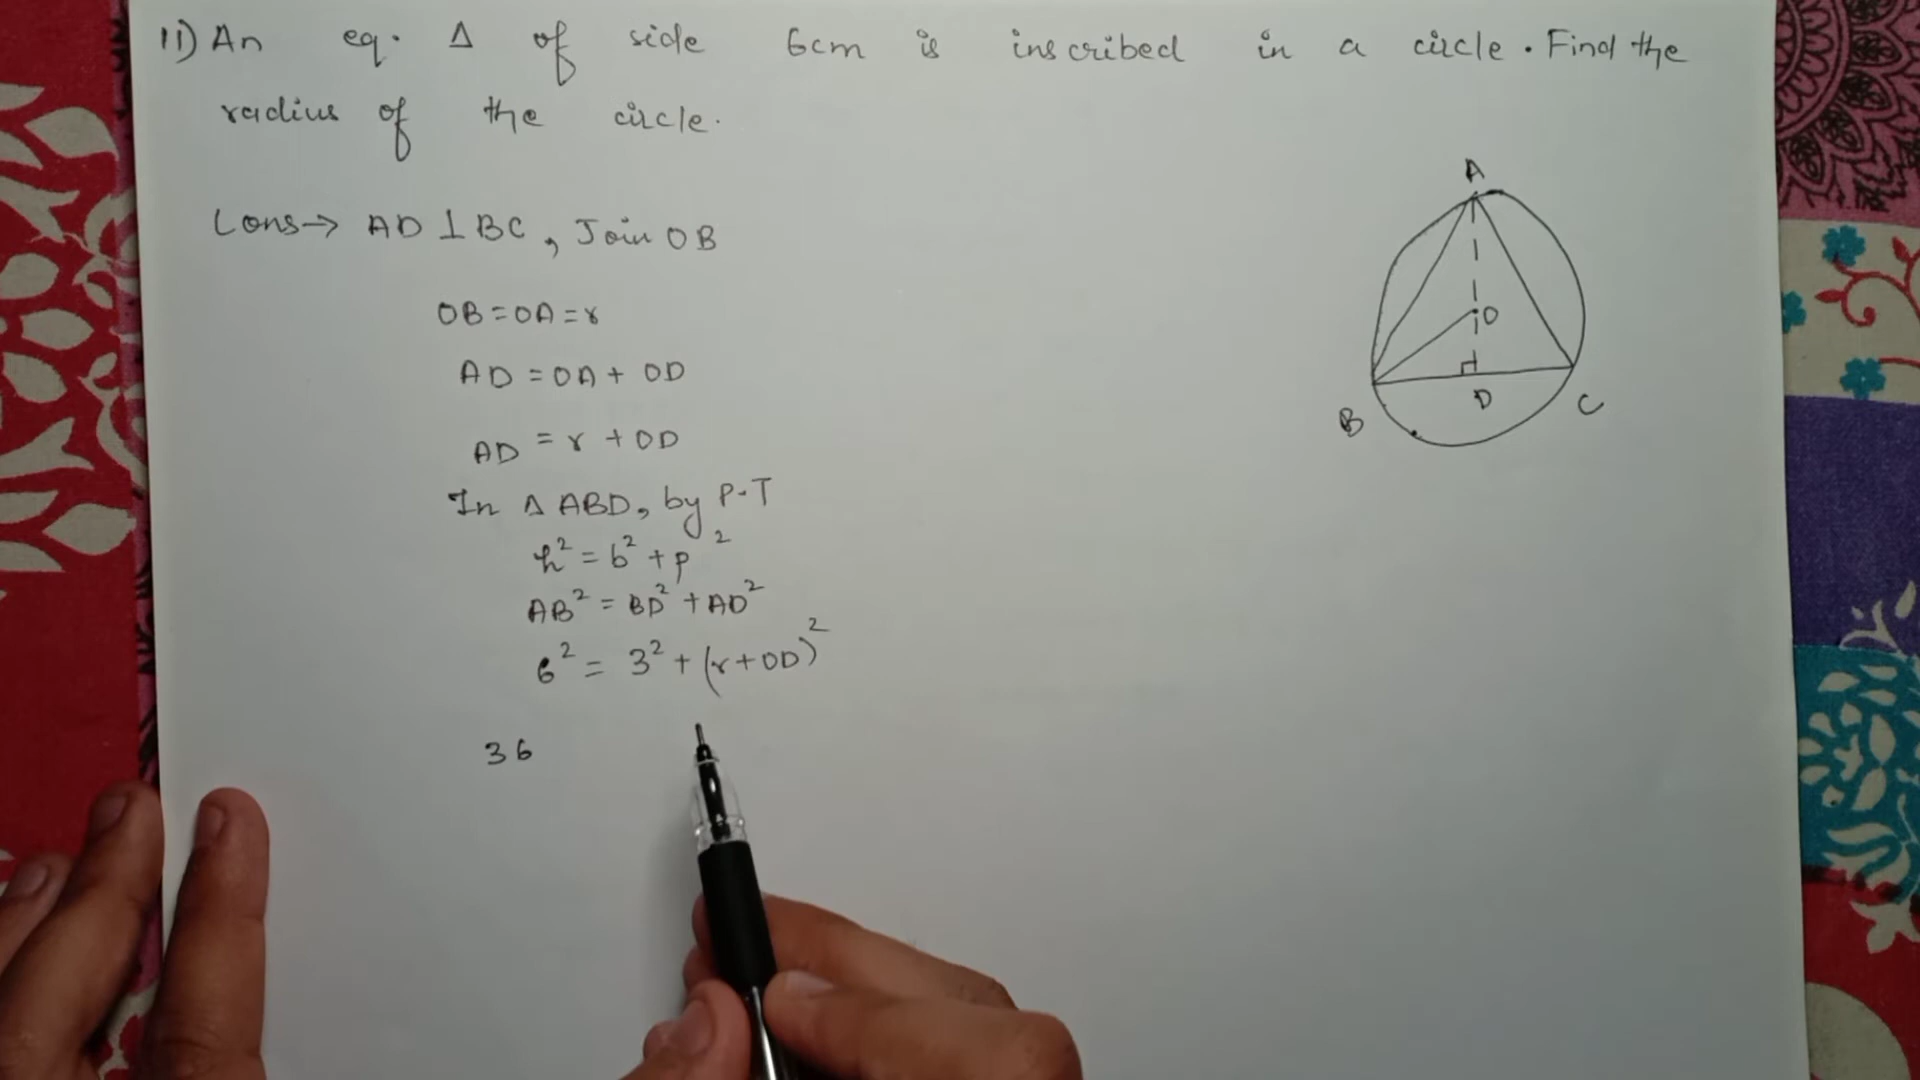 11) An eq. Δ of side 6cm is inscribed in a circle. Find the
radius of the circle.
Cons→ AD⊥BC, Join OB
OB=OA=r
AD = OA + OD
AD = r + OD
In Δ ABD, by P.T
h² = b² + p²
AB² = BD² + AD²
6² = 3² + (r+OD)²
36
A
O
D
B
C